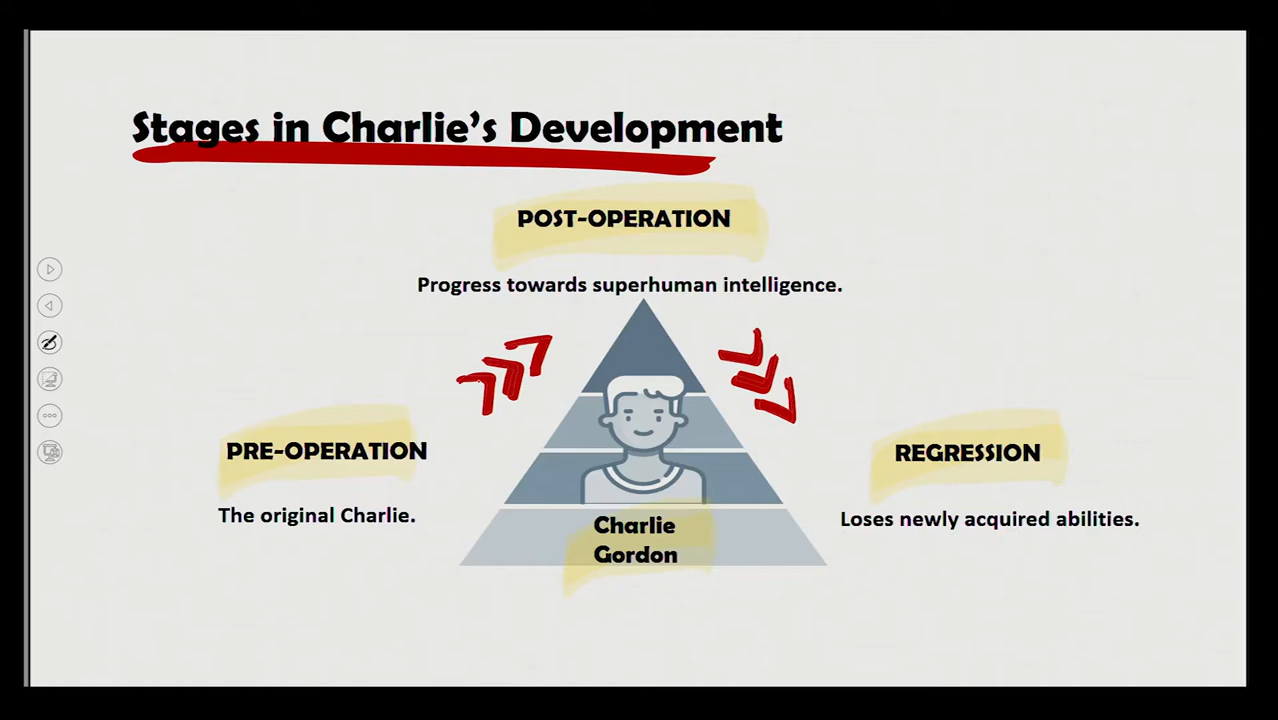 Stages in Charlie's Development
POST-OPERATION
Progress towards superhuman intelligence.
PRE-OPERATION
The original Charlie.
REGRESSION
Loses newly acquired abilities.
Charlie
Gordon